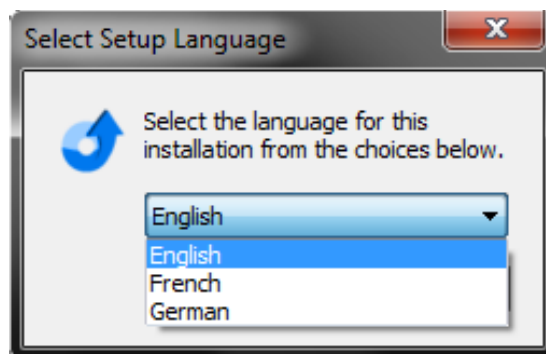 Select Setup Language
Select the language for this
installation from the choices below.
English
English
French
German